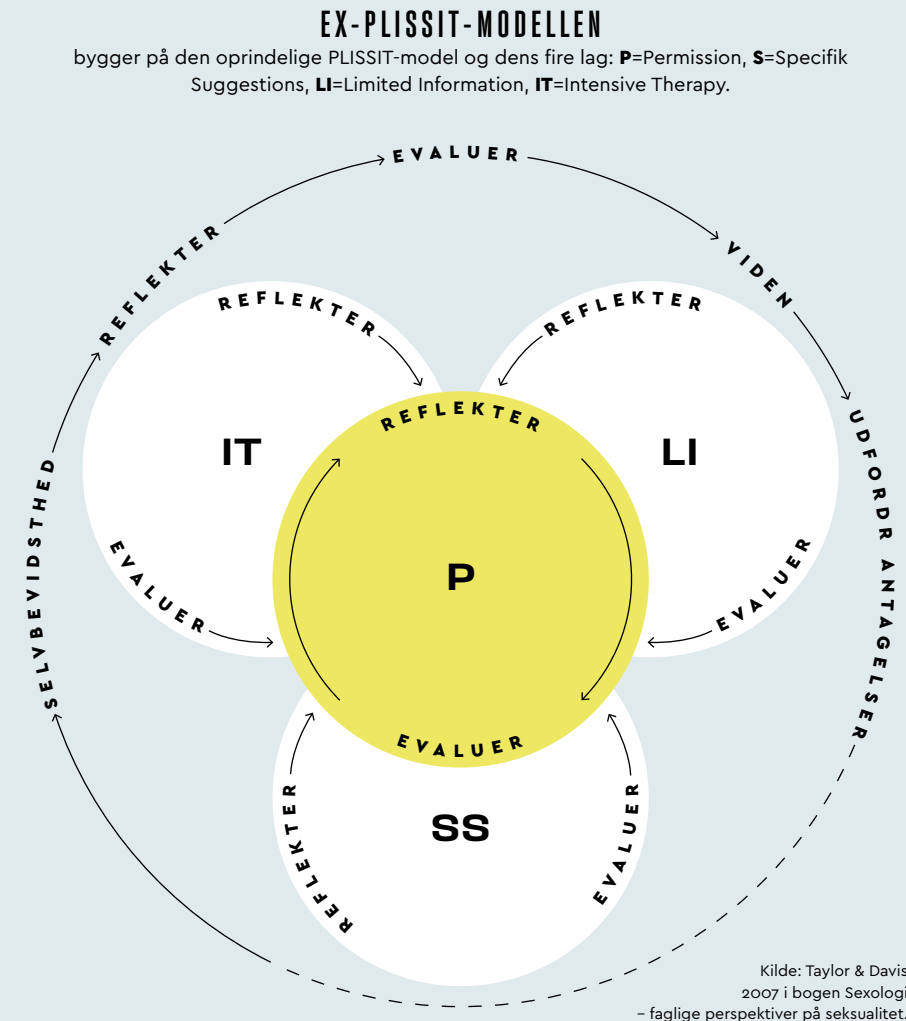 EX-PLISSIT-MODELLEN
bygger på den oprindelige PLISSIT-model og dens fire lag: P=Permission, S=Specifik
Suggestions, LI=Limited Information, IT=Intensive Therapy.
EVALUER
REFLEKTER
VIDEN
REFLEKTER
REFLEKTER
REFLEKTER
UDFORDR ANTAGELSER
IT
LI
SELVBEVIDSTHED
EVALUER
P
EVALUER
EVALUER
REFLEKTER
SS
EVALUER
Kilde: Taylor & Davis
2007 i bogen Sexologi
– faglige perspektiver på seksualitet.